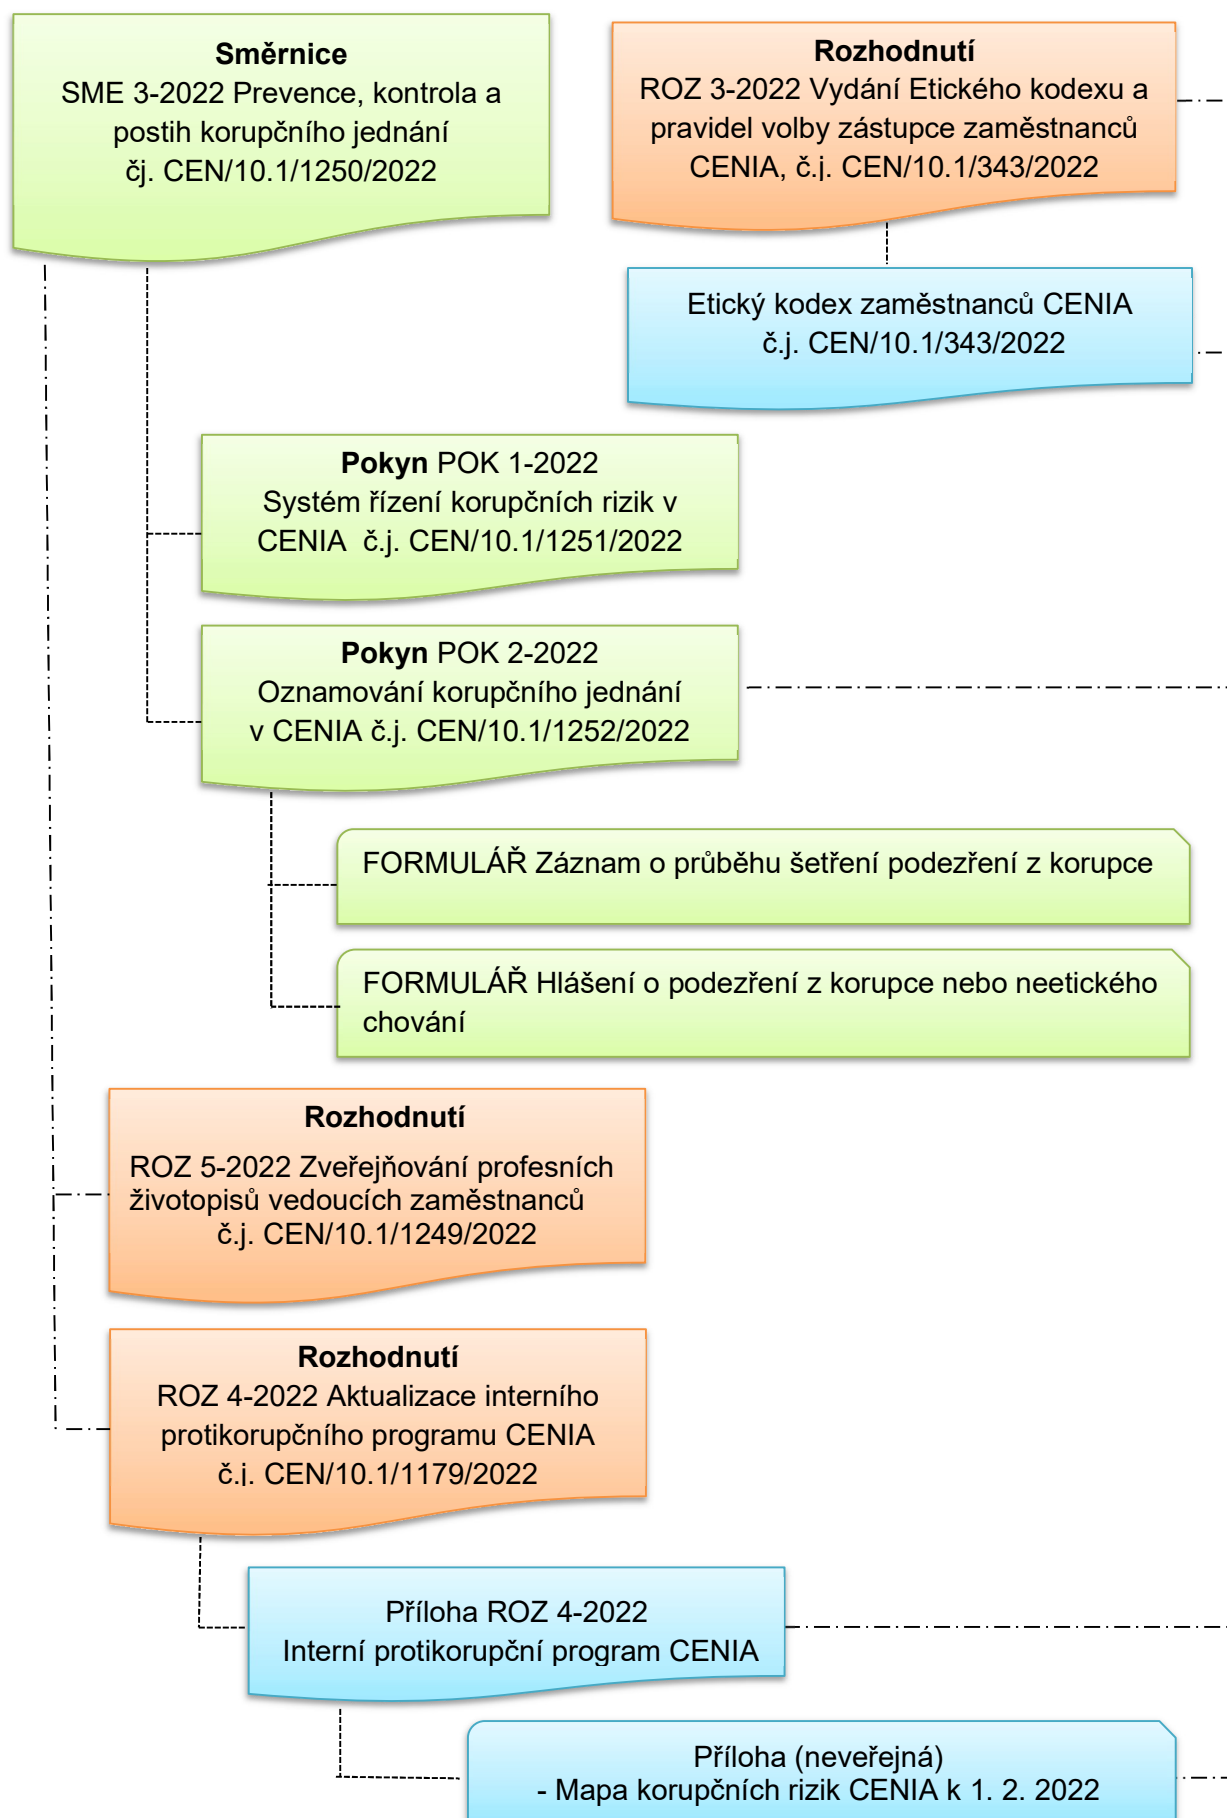 Směrnice
SME 3-2022 Prevence, kontrola a
postih korupčního jednání
čj. CEN/10.1/1250/2022
Rozhodnutí
ROZ 3-2022 Vydání Etického kodexu a
pravidel volby zástupce zaměstnanců
CENIA, č.j. CEN/10.1/343/2022
Etický kodex zaměstnanců CENIA
č.j. CEN/10.1/343/2022
Pokyn POK 1-2022
Systém řízení korupčních rizik v
CENIA č.j. CEN/10.1/1251/2022
Pokyn POK 2-2022
Oznamování korupčního jednání
v CENIA č.j. CEN/10.1/1252/2022
FORMULÁŘ Záznam o průběhu šetření podezření z korupce
FORMULÁŘ Hlášení o podezření z korupce nebo neetického
chování
Rozhodnutí
ROZ 5-2022 Zveřejňování profesních
životopisů vedoucích zaměstnanců
č.j. CEN/10.1/1249/2022
Rozhodnutí
ROZ 4-2022 Aktualizace interního
protikorupčního programu CENIA
č.j. CEN/10.1/1179/2022
Příloha ROZ 4-2022
Interní protikorupční program CENIA
Příloha (neveřejná)
- Mapa korupčních rizik CENIA k 1. 2. 2022